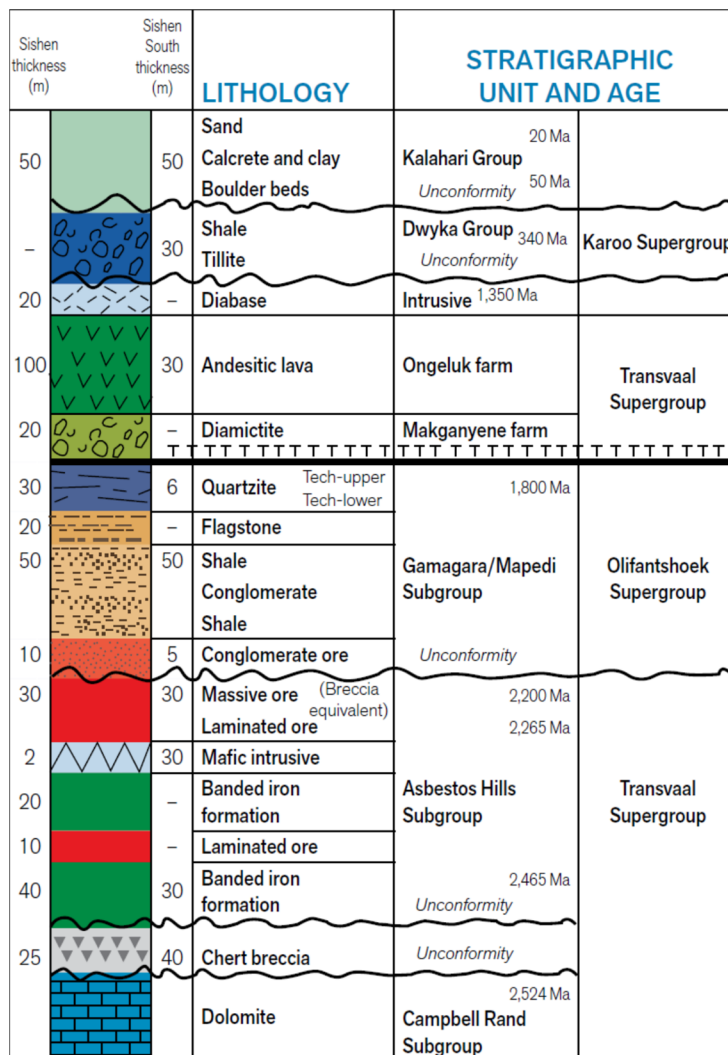 Sishen
thickness
(m)
Sishen
South
thickness
(m)
LITHOLOGY
STRATIGRAPHIC
UNIT AND AGE
50
50
Sand
Calcrete and clay
Boulder beds
20 Ma
Kalahari Group
Unconformity 50 Ma
–
30
Shale
Tillite
Dwyka Group 340 Ma
Unconformity
Karoo Supergroup
20
–
Diabase
Intrusive 1,350 Ma
100
30
Andesitic lava
Ongeluk farm
Transvaal
Supergroup
20
–
Diamictite
Makganyene farm
30
6
Quartzite
Tech-upper
Tech-lower
1,800 Ma
20
–
Flagstone
50
50
Shale
Conglomerate
Shale
Gamagara/Mapedi
Subgroup
Olifantshoek
Supergroup
10
5
Conglomerate ore
Unconformity
30
30
Massive ore (Breccia
equivalent)
Laminated ore
2,200 Ma
2,265 Ma
2
30
Mafic intrusive
20
–
Banded iron
formation
Asbestos Hills
Subgroup
Transvaal
Supergroup
10
–
Laminated ore
40
30
Banded iron
formation
2,465 Ma
Unconformity
25
40
Chert breccia
Unconformity
Dolomite
2,524 Ma
Campbell Rand
Subgroup